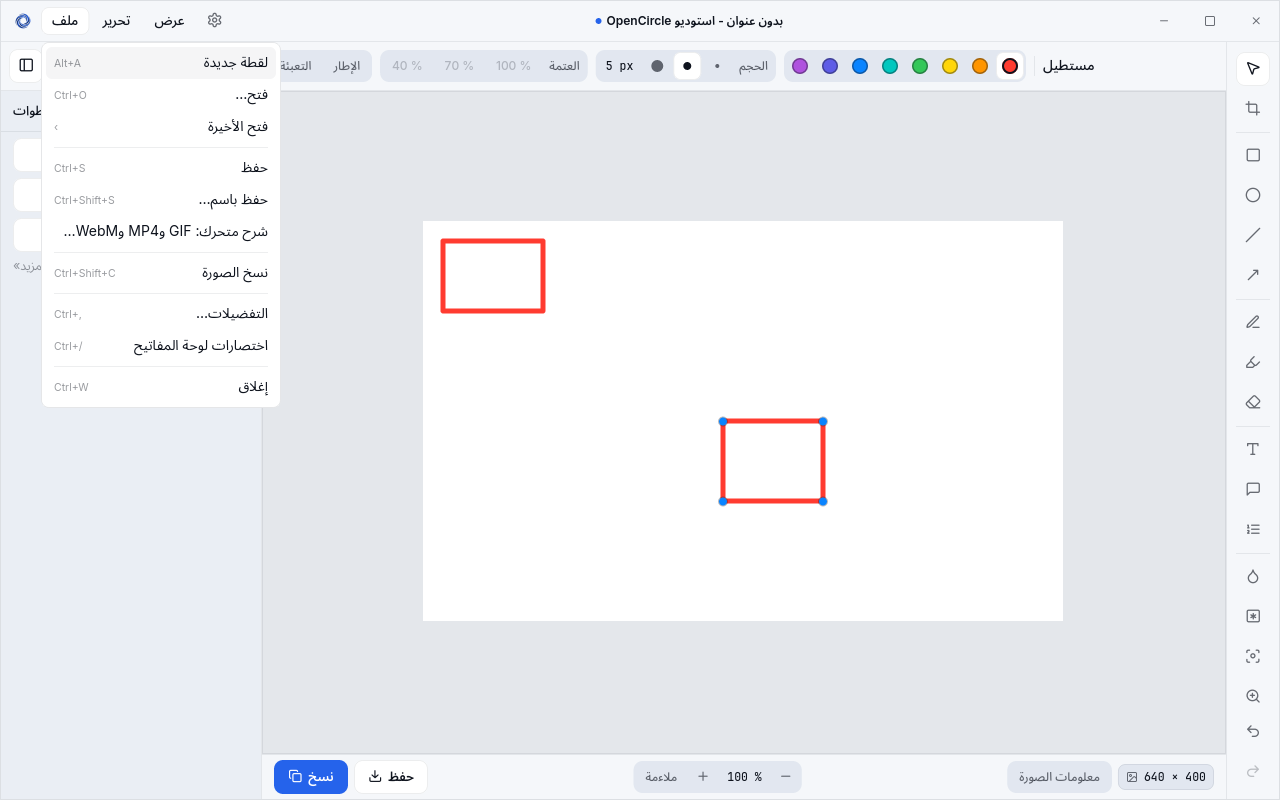 ملف
تحرير
عرض
بدون عنوان - استوديو OpenCircle
مستطيل
الحجم
5 px
العتمة
100 %
70 %
40 %
الإطار
التعبئة
لقطة جديدة Alt+A
فتح... Ctrl+O
فتح الأخيرة
حفظ Ctrl+S
حفظ باسم... Ctrl+Shift+S
شرح متحرك: GIF وMP4 وWebM...
نسخ الصورة Ctrl+Shift+C
التفضيلات... Ctrl+,
اختصارات لوحة المفاتيح Ctrl+/
إغلاق Ctrl+W
640 × 400
معلومات الصورة
100 %
ملاءمة
حفظ
نسخ